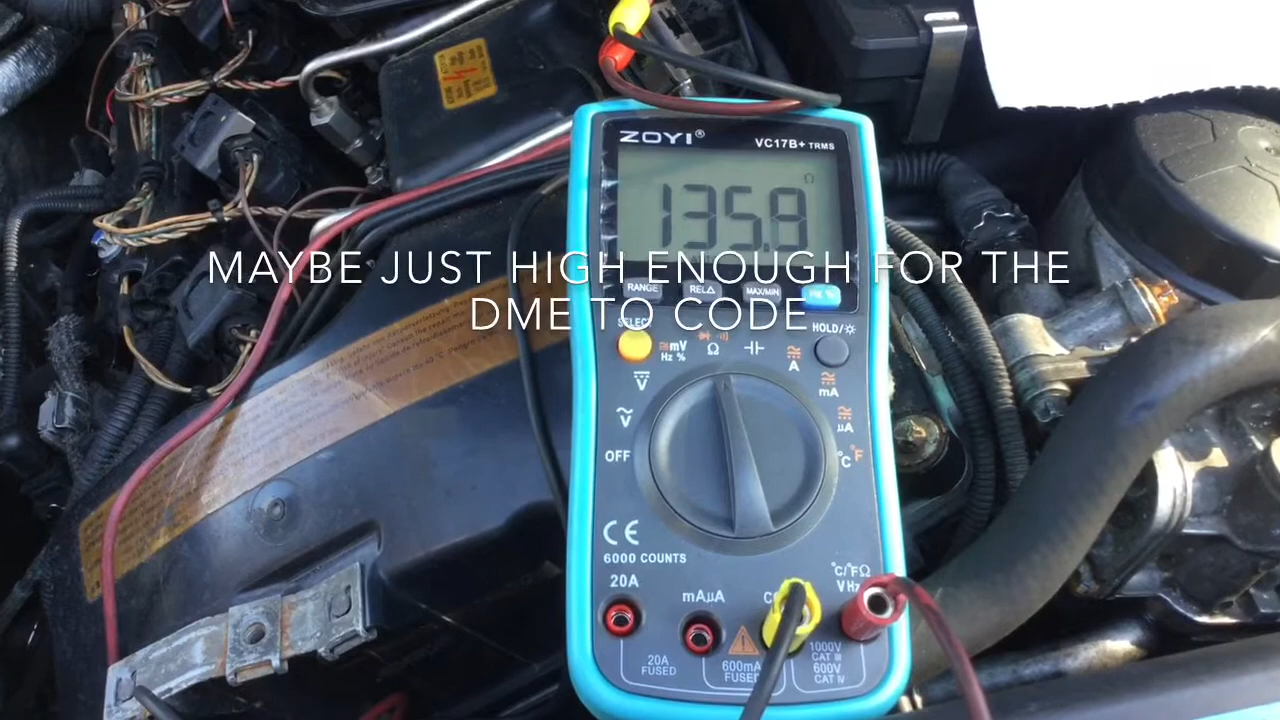 ZOYI®
VC17B+ TRMS
135.8
Ω
MAYBE JUST HIGH ENOUGH FOR THE
DME TO CODE
RANGE
REL△
MAX/MIN
SELECT
HOLD/
mV
Hz %
Ω
A
mA
μA
°C
°F
V
V
OFF
CE
6000 COUNTS
20A
mAμA
°C/°FΩ
V Hz
20A
FUSED
600mA
FUSED
1000V
CAT III
600V
CAT IV